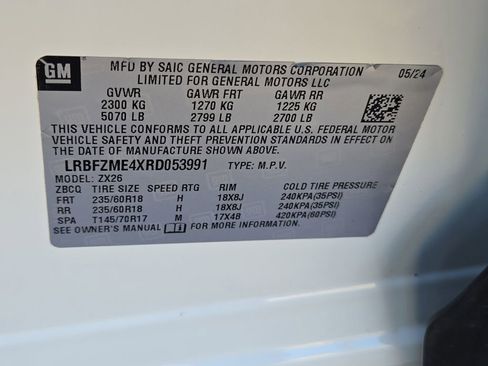 GM
MFD BY SAIC GENERAL MOTORS CORPORATION 05/24
LIMITED FOR GENERAL MOTORS LLC
GVWR GAWR FRT GAWR RR
2300 KG 1270 KG 1225 KG
5070 LB 2799 LB 2700 LB
THIS VEHICLE CONFORMS TO ALL APPLICABLE U.S. FEDERAL MOTOR
VEHICLE SAFETY AND THEFT PREVENTION STANDARDS IN EFFECT
ON THE DATE OF MANUFACTURE SHOWN ABOVE.
LRBFZME4XRD053991 TYPE: M.P.V.
MODEL: ZX26
ZBCQ TIRE SIZE SPEED RTG RIM COLD TIRE PRESSURE
FRT 235/60R18 H 18X8J 240KPA(35PSI)
RR 235/60R18 H 18X8J 240KPA(35PSI)
SPA T145/70R17 M 17X4B 420KPA(60PSI)
SEE OWNER'S MANUAL FOR MORE INFORMATION.